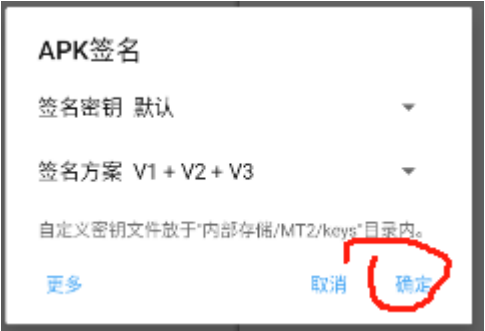 APK签名
签名密钥 默认
签名方案 V1 + V2 + V3
自定义密钥文件放于"内部存储/MT2/keys"目录内。
更多 取消 确定